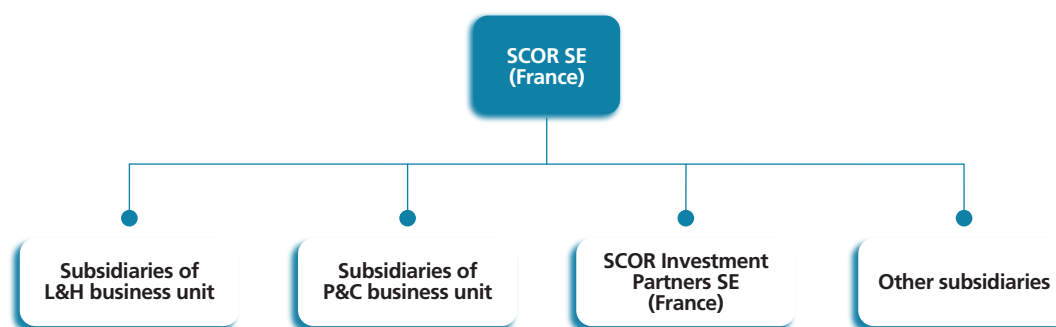 SCOR SE
(France)
Subsidiaries of
L&H business unit
Subsidiaries of
P&C business unit
SCOR Investment
Partners SE
(France)
Other subsidiaries